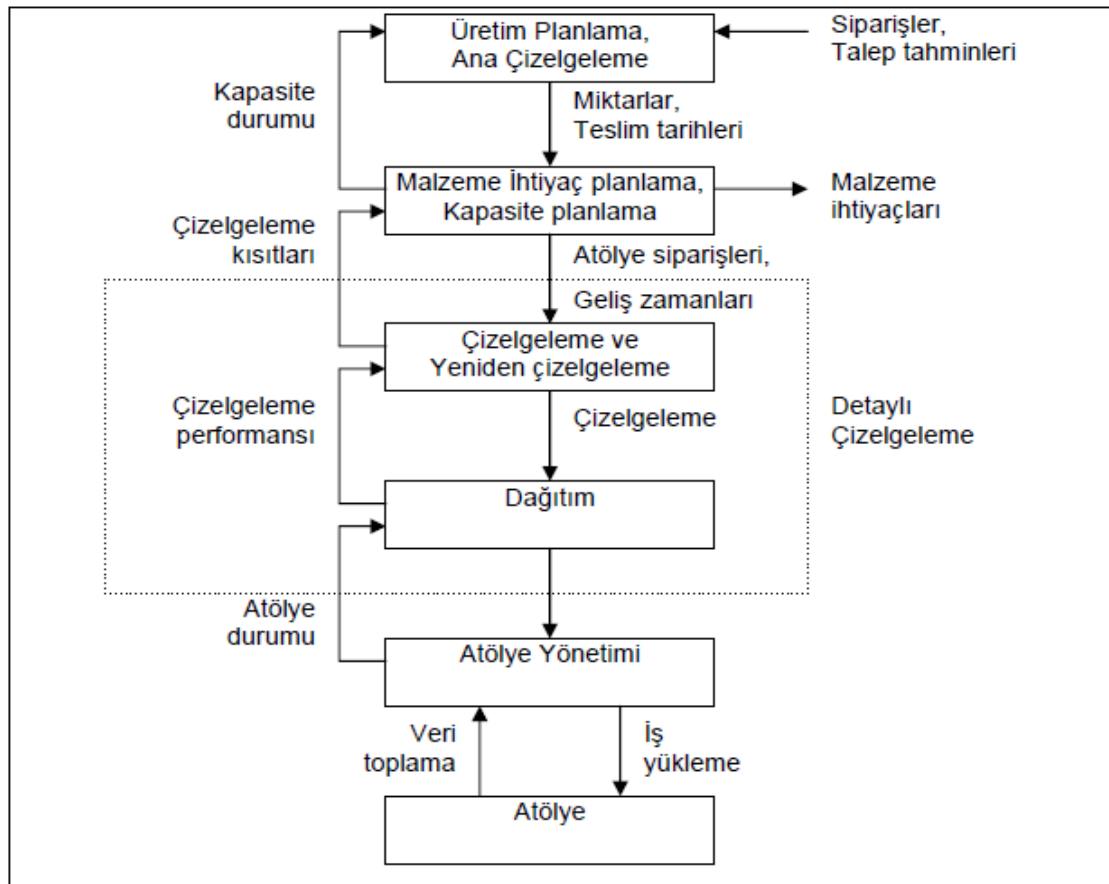 Üretim Planlama,
Ana Çizelgeleme
Siparişler,
Talep tahminleri
Kapasite
durumu
Miktarlar,
Teslim tarihleri
Malzeme İhtiyaç planlama,
Kapasite planlama
Malzeme
ihtiyaçları
Çizelgeleme
kısıtları
Atölye siparişleri,
Geliş zamanları
Çizelgeleme ve
Yeniden çizelgeleme
Çizelgeleme
performansı
Çizelgeleme
Detaylı
Çizelgeleme
Dağıtım
Atölye
durumu
Atölye Yönetimi
Veri
toplama
İş
yükleme
Atölye